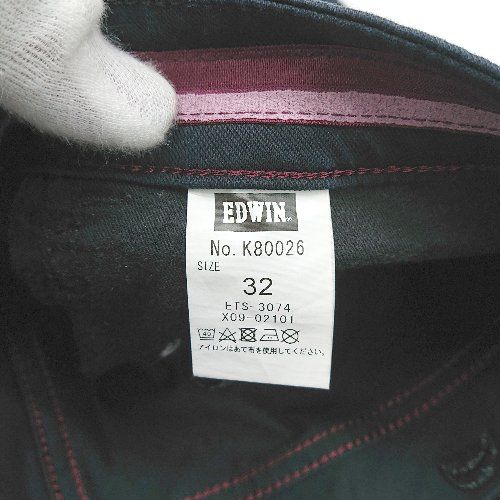 EDWIN
No. K80026
SIZE
32
ETS-3074
X09-02101
40
アイロンはあて布を使用してください。